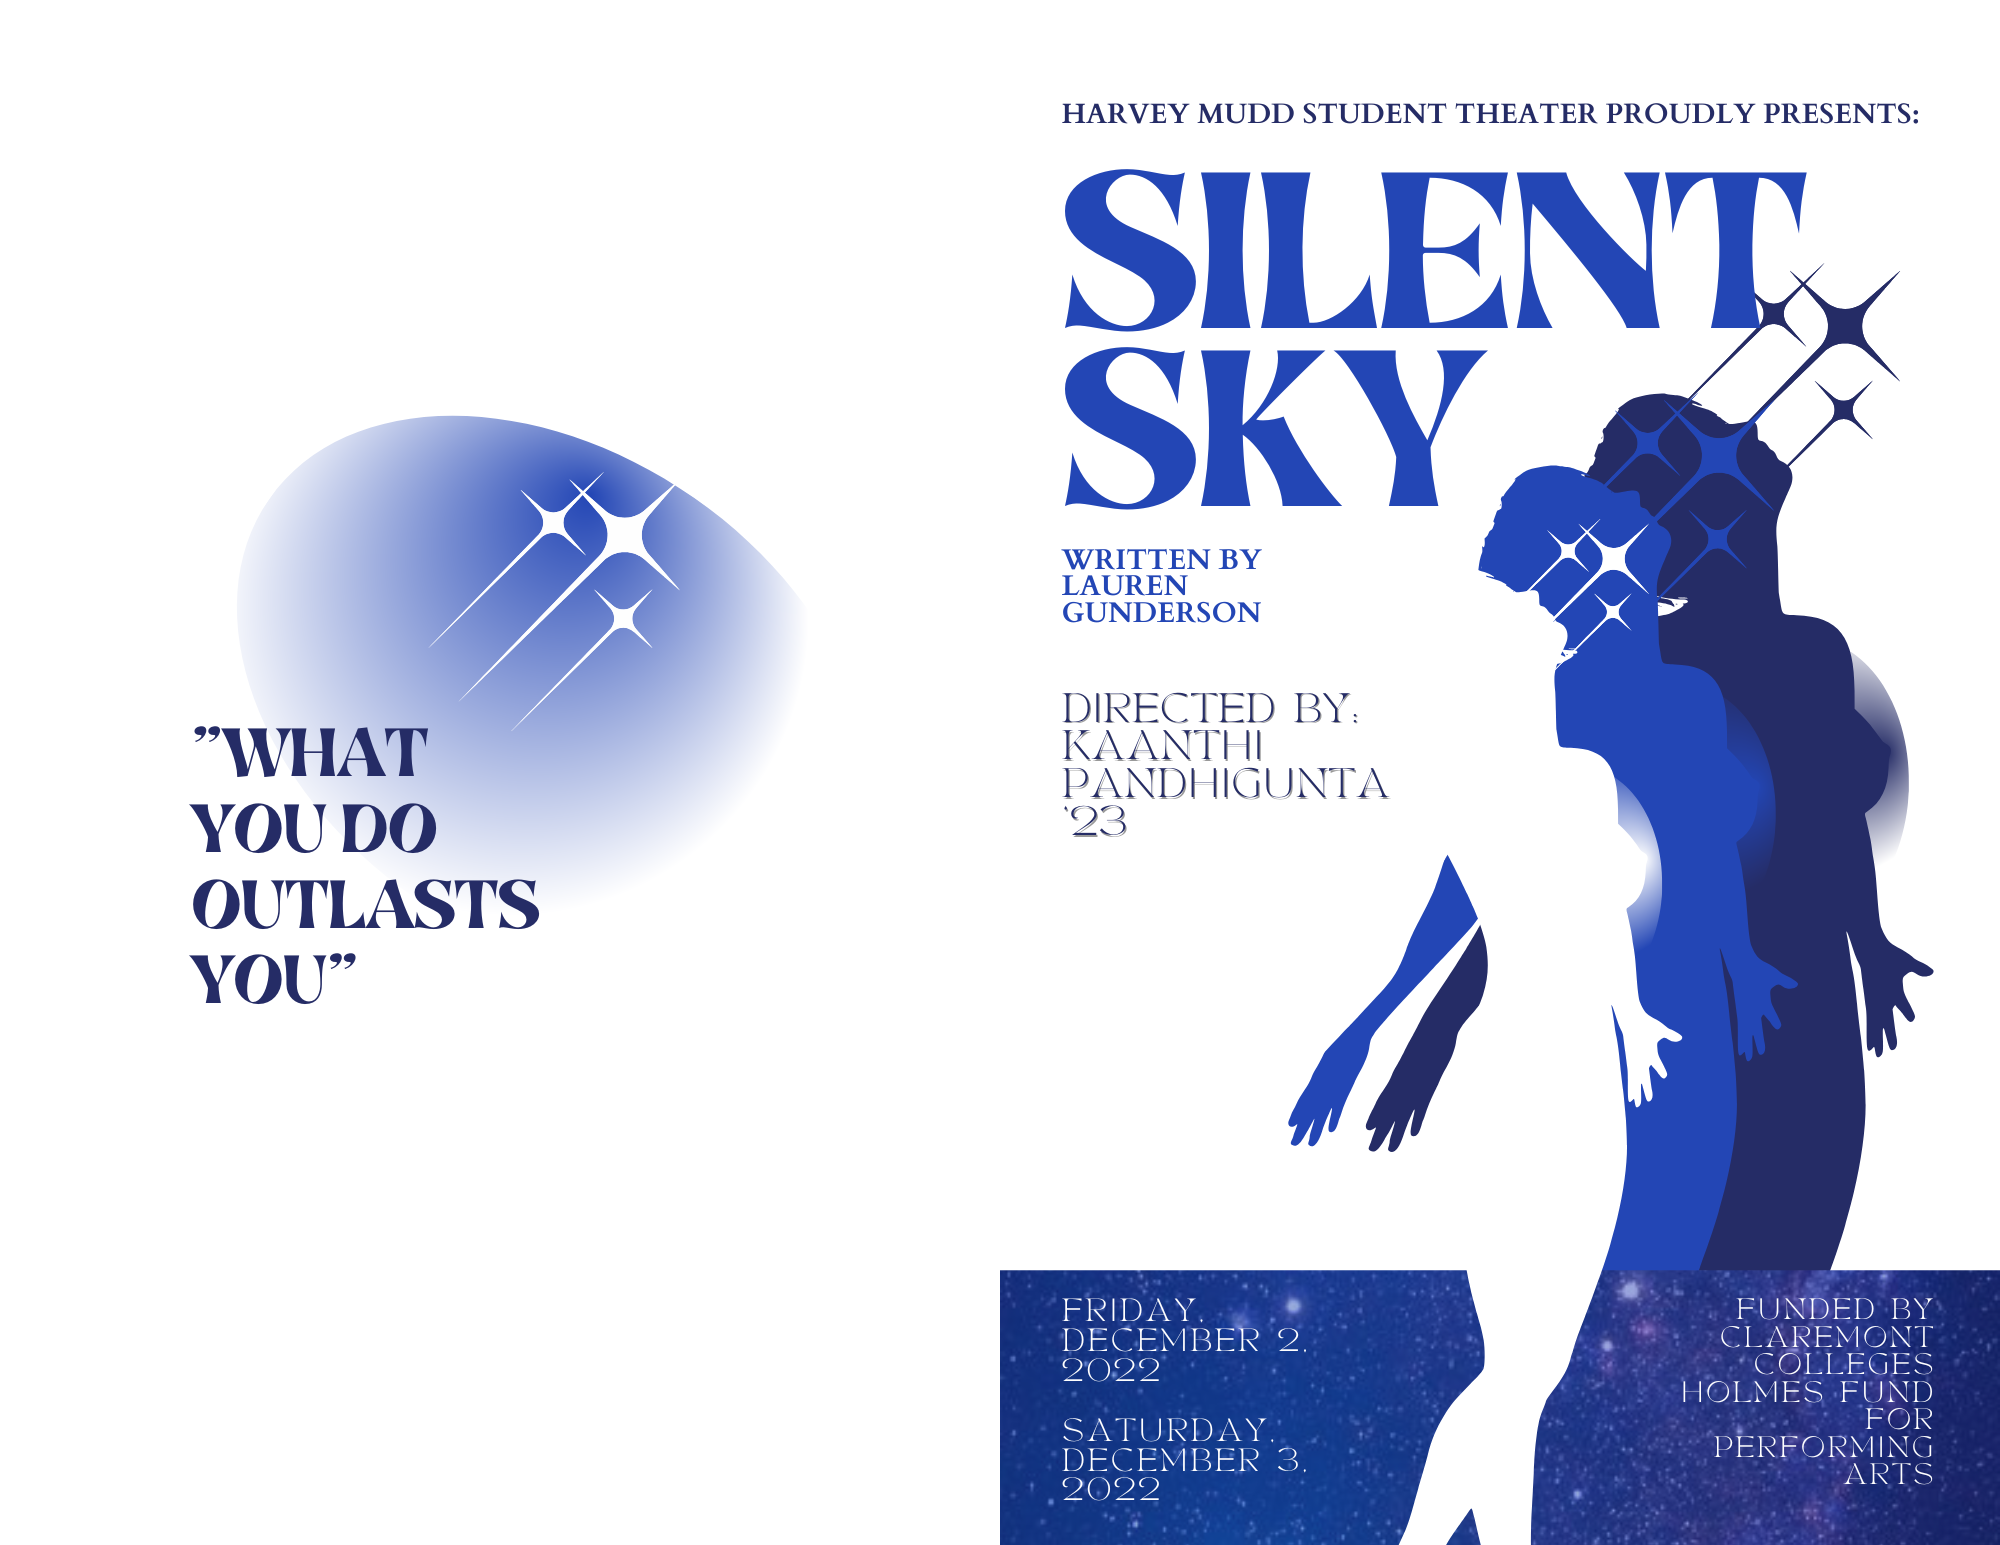 ”WHAT
YOU DO
OUTLASTS
YOU”
HARVEY MUDD STUDENT THEATER PROUDLY PRESENTS:
SILENT
SKY
WRITTEN BY
LAUREN
GUNDERSON
DIRECTED BY:
KAANTHI
PANDHIGUNTA
'23
FRIDAY,
DECEMBER 2,
2022
SATURDAY,
DECEMBER 3,
2022
FUNDED BY
CLAREMONT
COLLEGES
HOLMES FUND
FOR
PERFORMING
ARTS